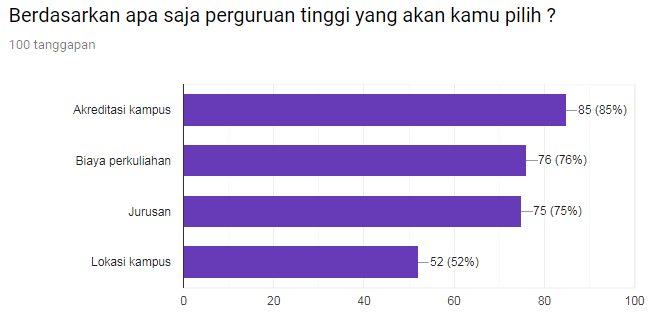 Berdasarkan apa saja perguruan tinggi yang akan kamu pilih ?
100 tanggapan
Akreditasi kampus
85 (85%)
Biaya perkuliahan
76 (76%)
Jurusan
75 (75%)
Lokasi kampus
52 (52%)
0 20 40 60 80 100